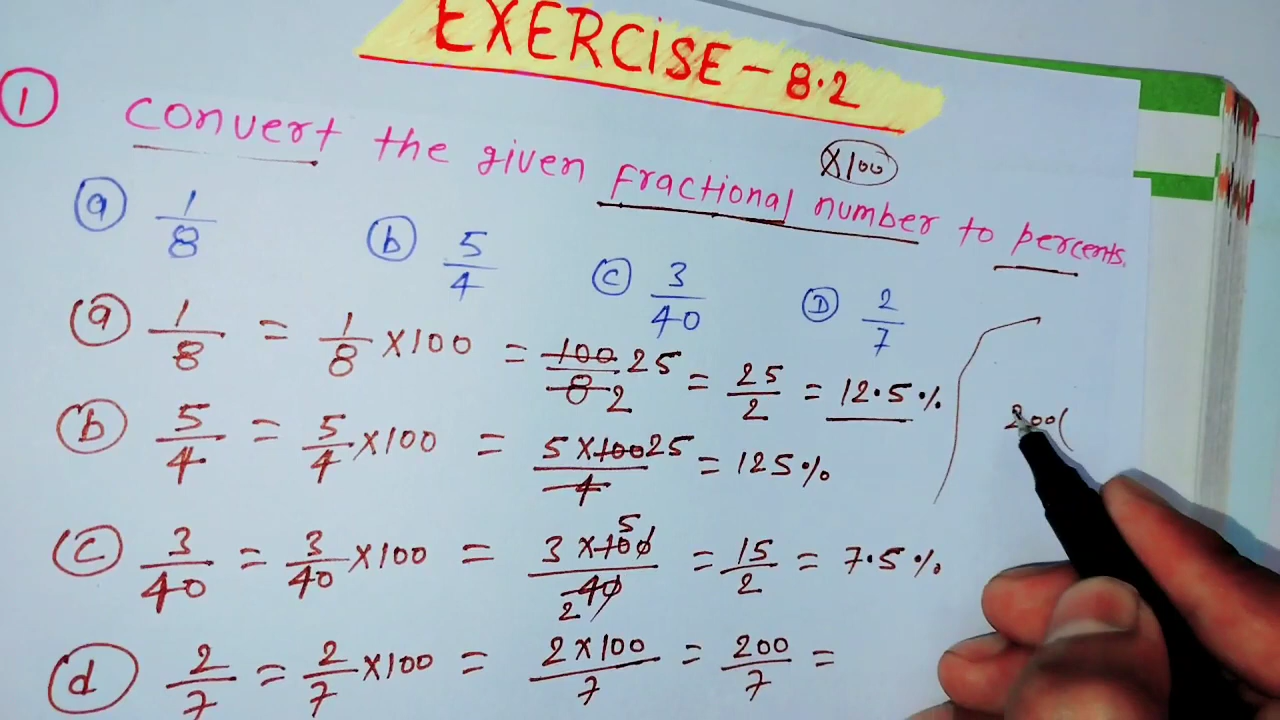 EXERCISE - 8.2
① Convert the given Fractional number to percents.
×100
ⓐ 1/8 ⓑ 5/4 ⓒ 3/40 Ⓓ 2/7
ⓐ 1/8 = 1/8 ×100 = 100/8 25/2 = 25/2 = 12.5%
ⓑ 5/4 = 5/4 ×100 = 5×100/4 25 = 125%
ⓒ 3/40 = 3/40 ×100 = 3×100/40 5/2 = 15/2 = 7.5%
ⓓ 2/7 = 2/7 ×100 = 2×100/7 = 200/7 =
200(